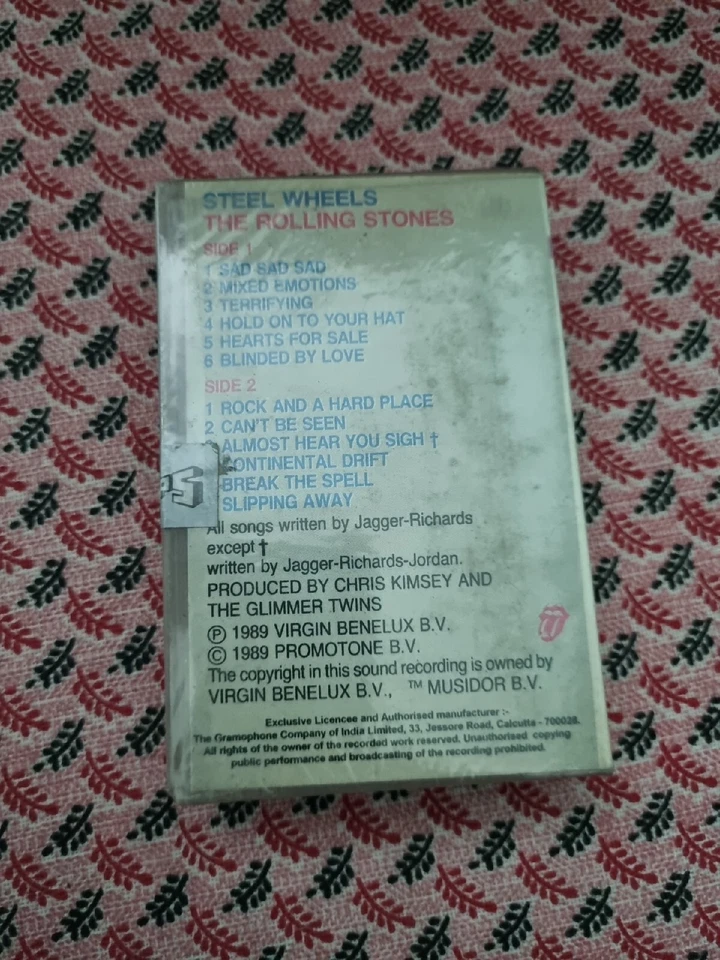 STEEL WHEELS
THE ROLLING STONES
SIDE 1
1 SAD SAD SAD
2 MIXED EMOTIONS
3 TERRIFYING
4 HOLD ON TO YOUR HAT
5 HEARTS FOR SALE
6 BLINDED BY LOVE
SIDE 2
1 ROCK AND A HARD PLACE
2 CAN'T BE SEEN
ALMOST HEAR YOU SIGH †
CONTINENTAL DRIFT
BREAK THE SPELL
SLIPPING AWAY
All songs written by Jagger-Richards
except †
written by Jagger-Richards-Jordan.
PRODUCED BY CHRIS KIMSEY AND
THE GLIMMER TWINS
℗ 1989 VIRGIN BENELUX B.V.
© 1989 PROMOTONE B.V.
The copyright in this sound recording is owned by
VIRGIN BENELUX B.V., ™ MUSIDOR B.V.
Exclusive Licencee and Authorised manufacturer :-
The Gramophone Company of India Limited, 33, Jessore Road, Calcutta - 700028.
All rights of the owner of the recorded work reserved. Unauthorised copying
public performance and broadcasting of the recording prohibited.